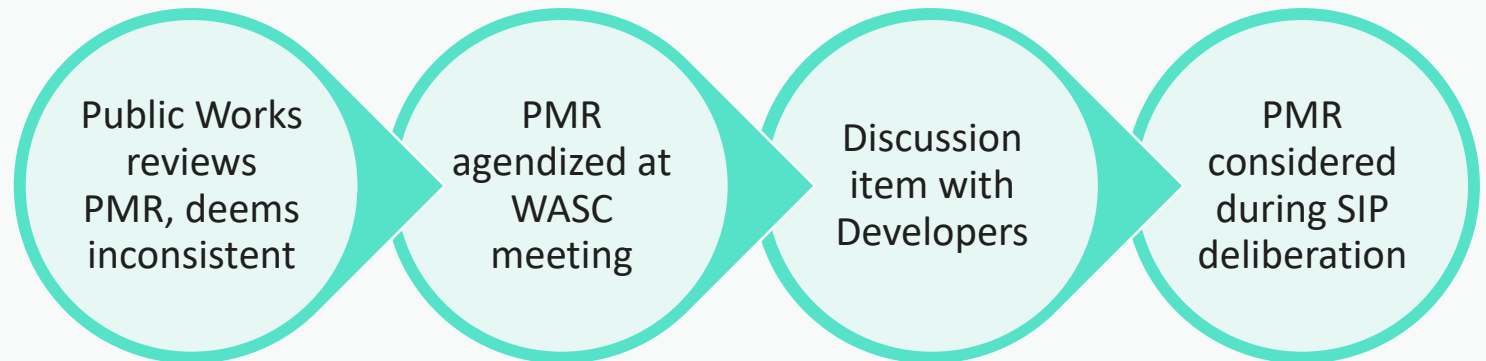 Public Works
reviews
PMR, deems
inconsistent
PMR
agendized at
WASC
meeting
Discussion
item with
Developers
PMR
considered
during SIP
deliberation